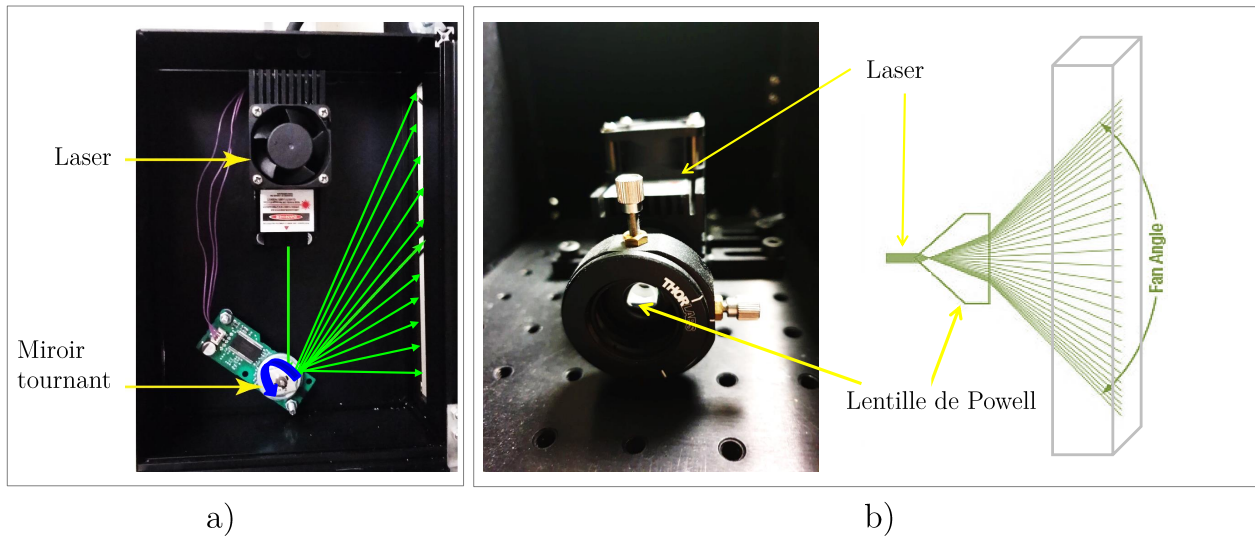 Laser
Miroir
tournant
a)
THORLABS
Laser
Lentille de Powell
Fan Angle
b)